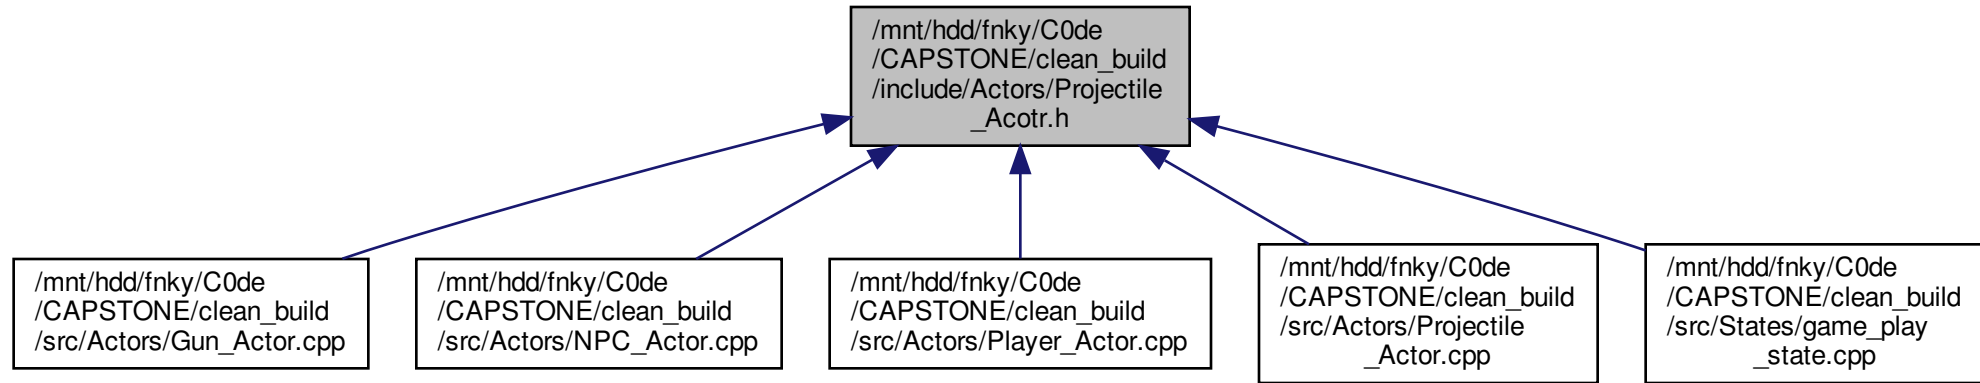 /mnt/hdd/fnky/C0de
/CAPSTONE/clean_build
/include/Actors/Projectile
_Acotr.h
/mnt/hdd/fnky/C0de
/CAPSTONE/clean_build
/src/Actors/Gun_Actor.cpp
/mnt/hdd/fnky/C0de
/CAPSTONE/clean_build
/src/Actors/NPC_Actor.cpp
/mnt/hdd/fnky/C0de
/CAPSTONE/clean_build
/src/Actors/Player_Actor.cpp
/mnt/hdd/fnky/C0de
/CAPSTONE/clean_build
/src/Actors/Projectile
_Actor.cpp
/mnt/hdd/fnky/C0de
/CAPSTONE/clean_build
/src/States/game_play
_state.cpp